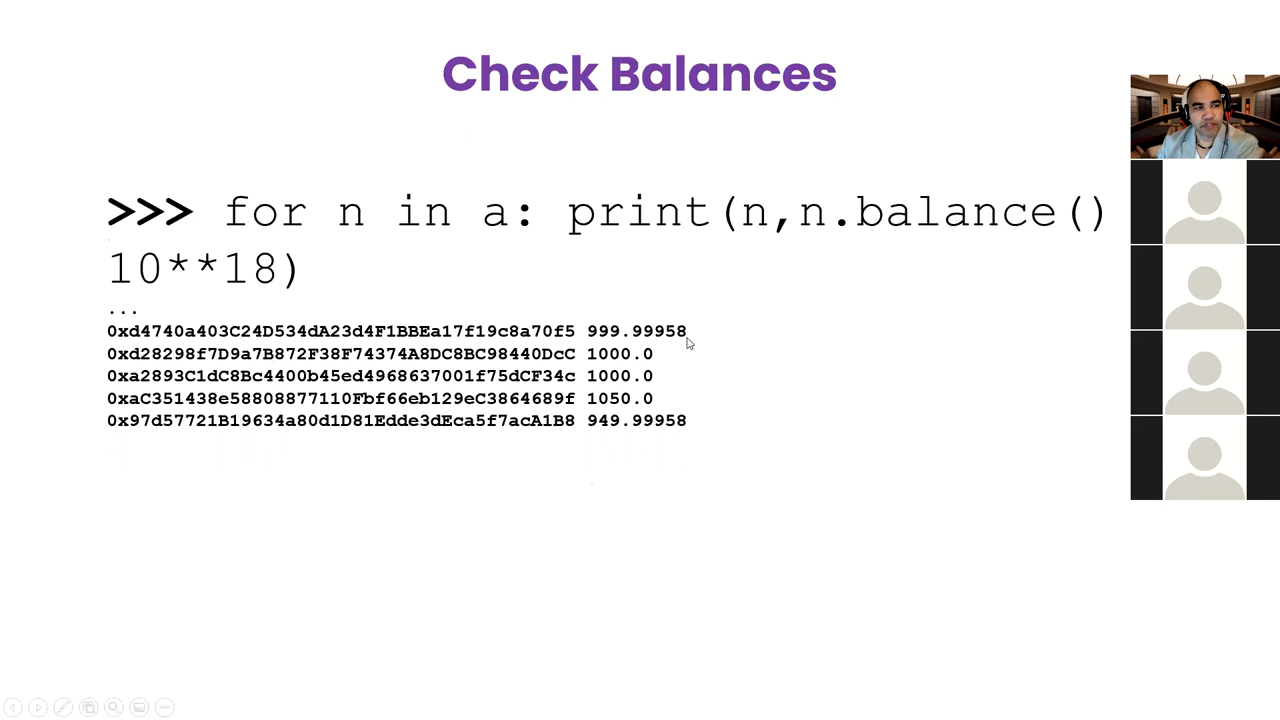 Check Balances
>>> for n in a: print(n,n.balance()
10**18)
...
0xd4740a403C24D534dA23d4F1BBEa17f19c8a70f5 999.99958
0xd28298f7D9a7B872F38F74374A8DC8BC98440DcC 1000.0
0xa2893C1dC8Bc4400b45ed4968637001f75dCF34c 1000.0
0xaC351438e58808877110Fbf66eb129eC3864689f 1050.0
0x97d57721B19634a80d1D81Edde3dEca5f7acA1B8 949.99958